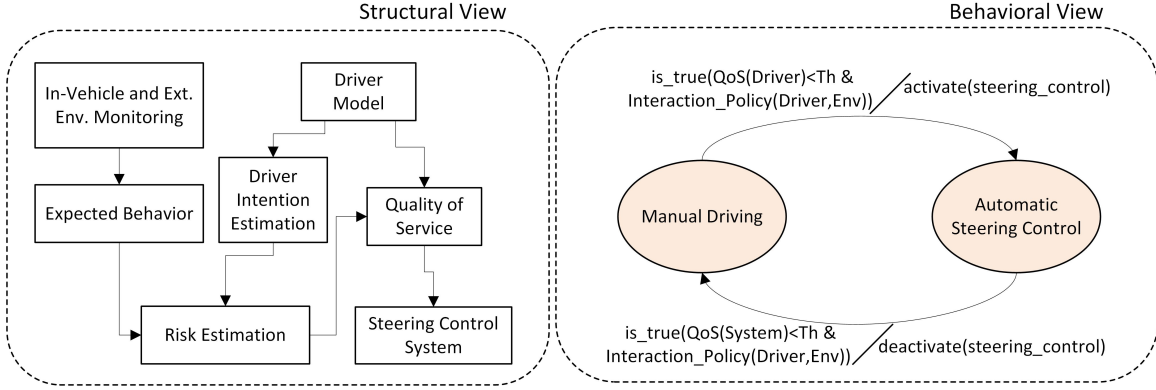 Structural View
In-Vehicle and Ext.
Env. Monitoring
Driver
Model
Expected Behavior
Driver
Intention
Estimation
Quality of
Service
Risk Estimation
Steering Control
System
Behavioral View
is_true(QoS(Driver)<Th &
Interaction_Policy(Driver,Env))
activate(steering_control)
Manual Driving
Automatic
Steering Control
is_true(QoS(System)<Th &
Interaction_Policy(Driver,Env))
deactivate(steering_control)